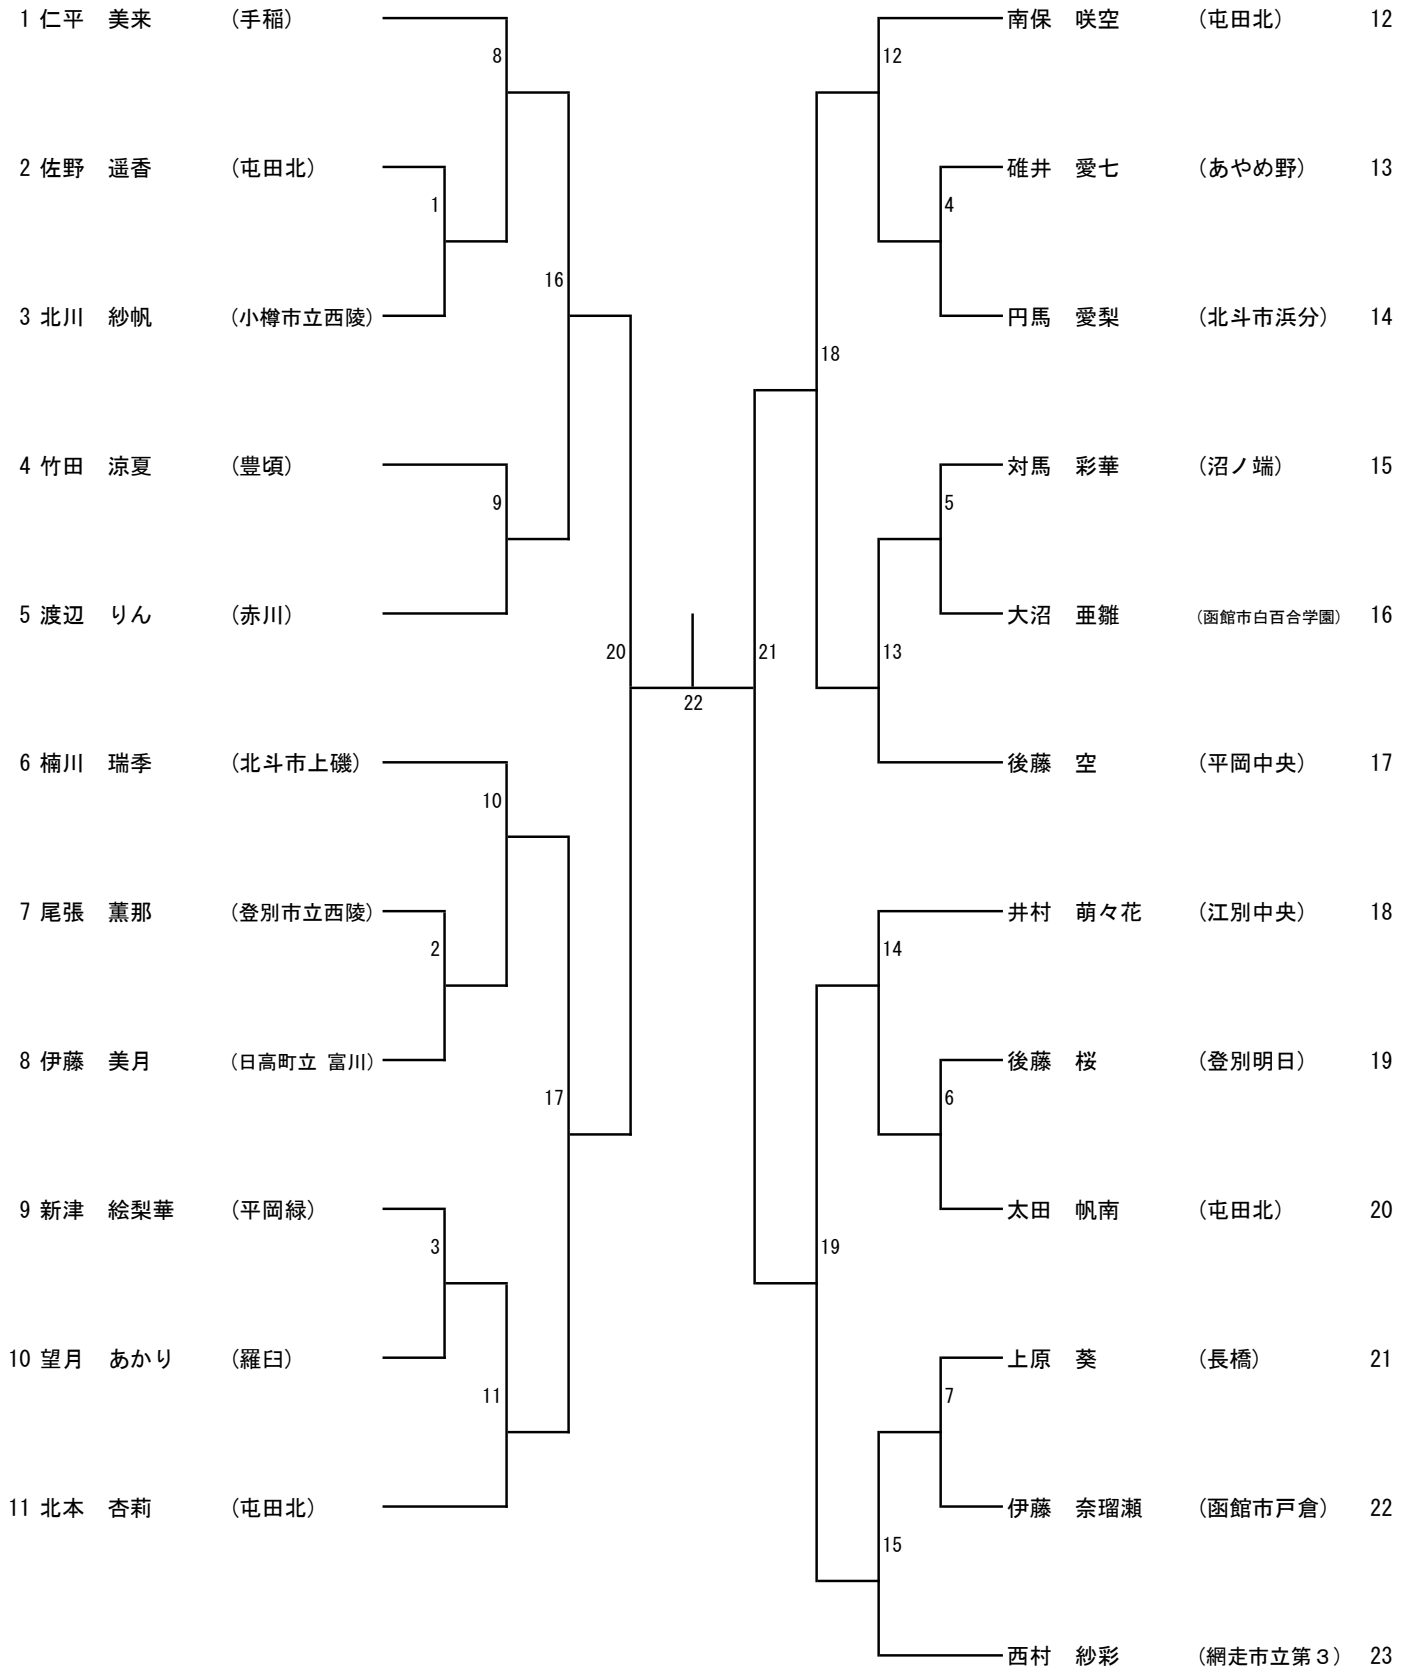 1 仁平 美来 (手稲)
8
2 佐野 遥香 (屯田北)
1
16
3 北川 紗帆 (小樽市立西陵)
4 竹田 涼夏 (豊頃)
9
5 渡辺 りん (赤川)
20
22
6 楠川 瑞季 (北斗市上磯)
10
7 尾張 薫那 (登別市立西陵)
2
8 伊藤 美月 (日高町立 富川)
17
9 新津 絵梨華 (平岡緑)
3
10 望月 あかり (羅臼)
11
11 北本 杏莉 (屯田北)
南保 咲空 (屯田北) 12
12
碓井 愛七 (あやめ野) 13
4
円馬 愛梨 (北斗市浜分) 14
18
対馬 彩華 (沼ノ端) 15
5
大沼 亜雛 (函館市白百合学園) 16
21
13
後藤 空 (平岡中央) 17
井村 萌々花 (江別中央) 18
14
後藤 桜 (登別明日) 19
6
太田 帆南 (屯田北) 20
19
上原 葵 (長橋) 21
7
伊藤 奈瑠瀬 (函館市戸倉) 22
15
西村 紗彩 (網走市立第３) 23